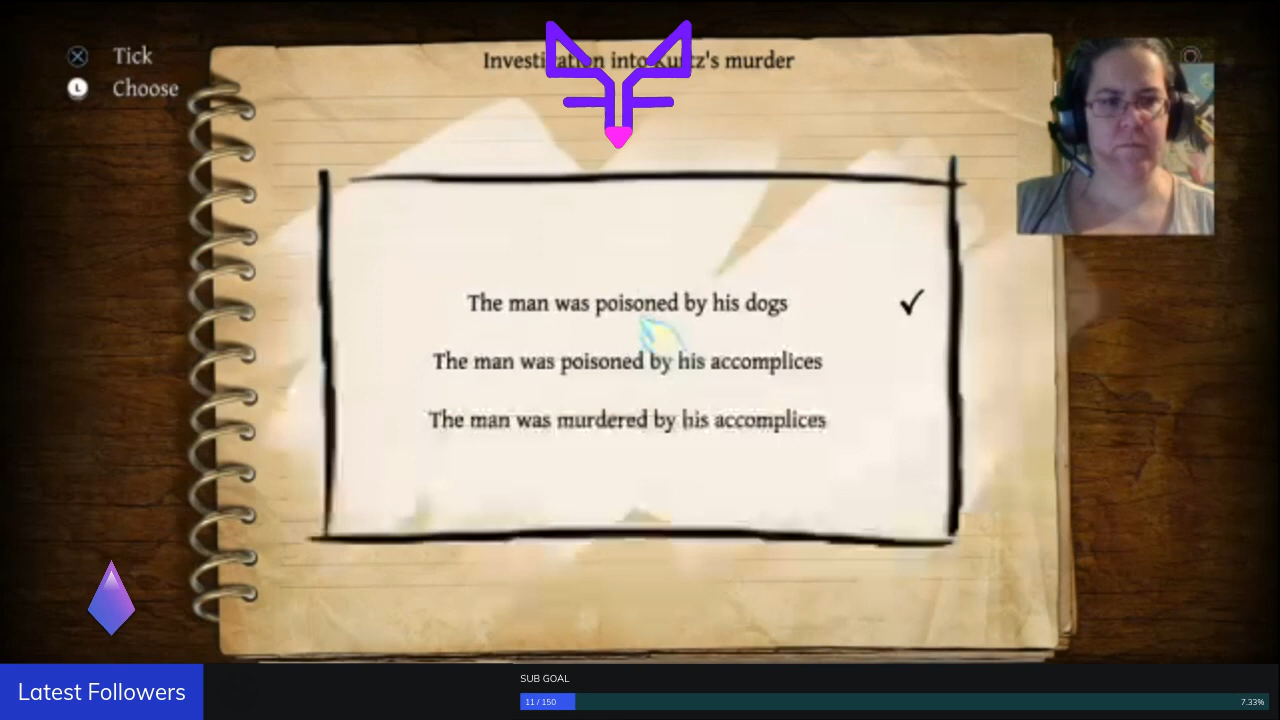 Tick
L
Choose
Investigation into Kurtz's murder
The man was poisoned by his dogs
The man was poisoned by his accomplices
The man was murdered by his accomplices
Latest Followers
SUB GOAL
11 / 150
7.33%